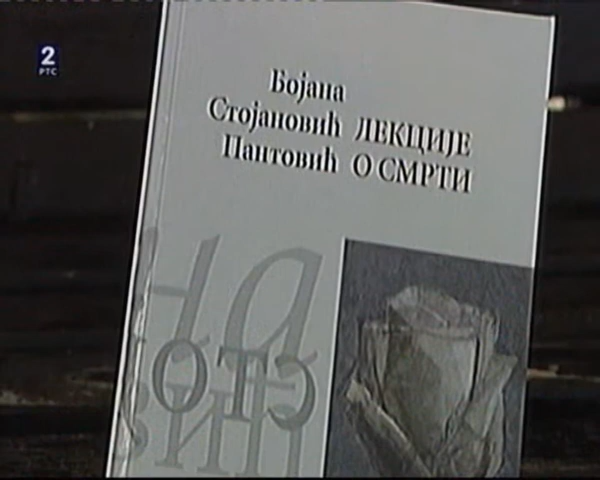 2
РТС
Бојана
Стојановић
Пантовић
ЛЕКЦИЈЕ
О СМРТИ